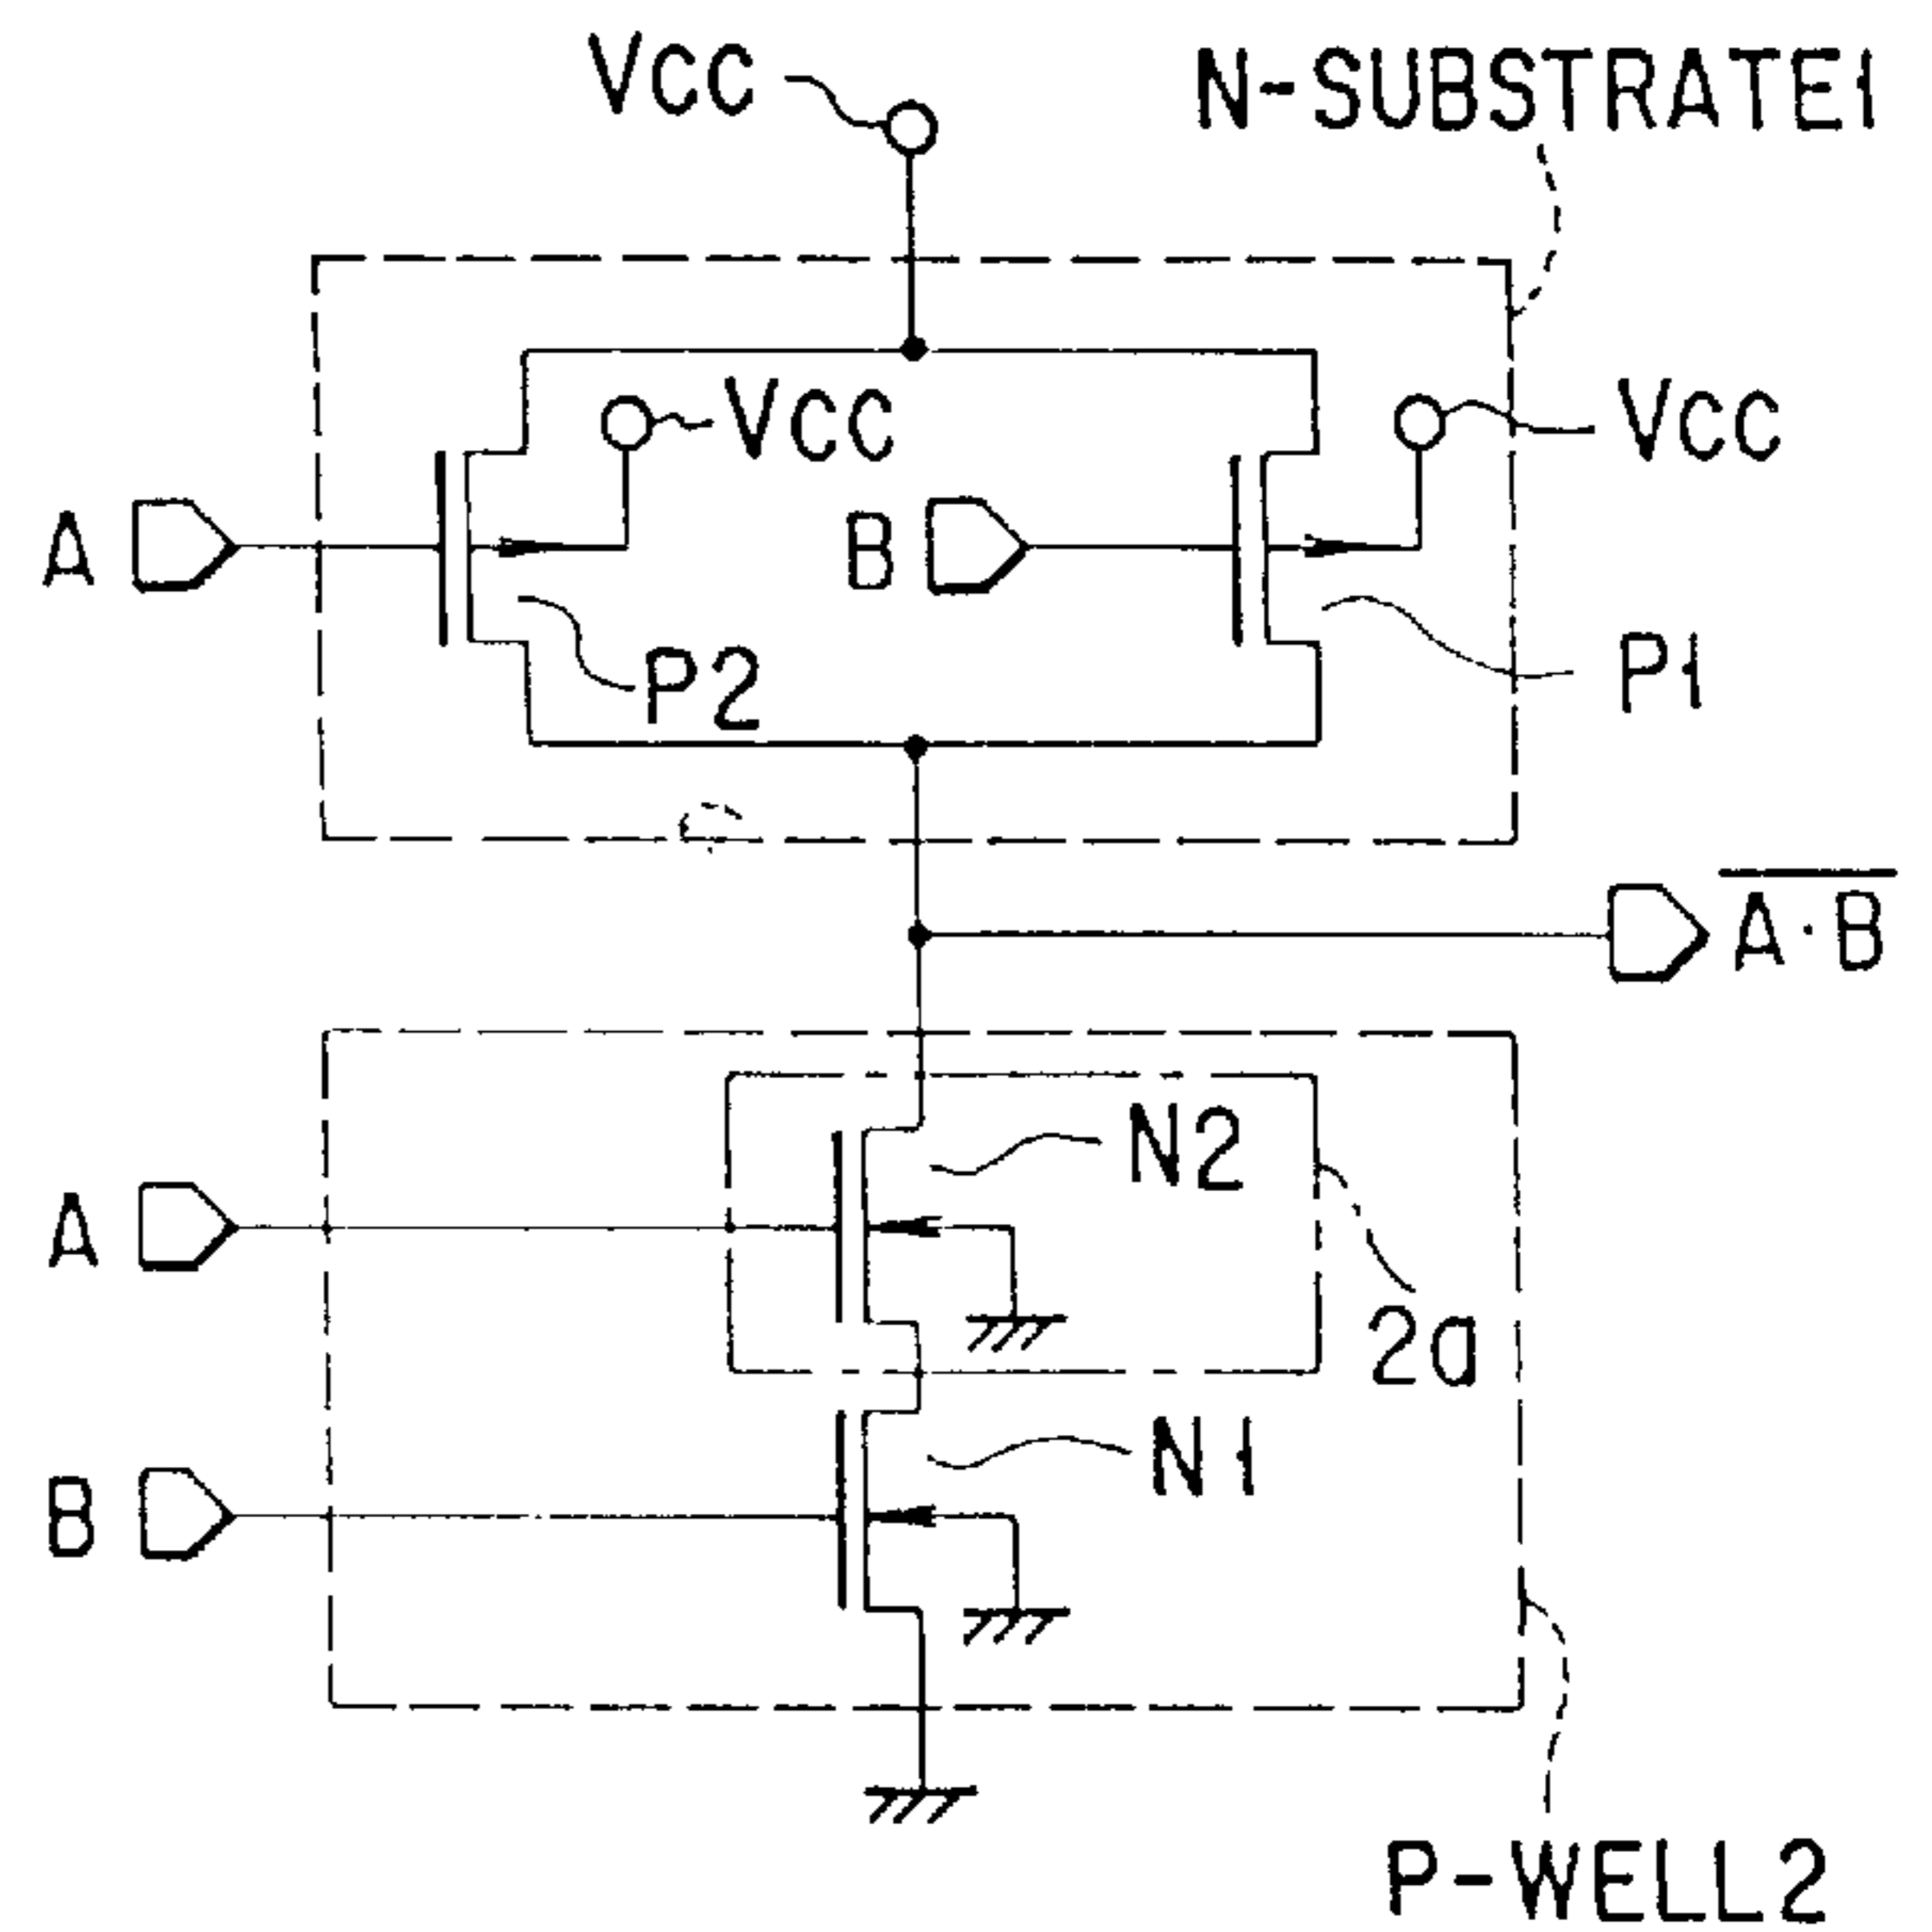 VCC
N-SUBSTRATE1
VCC
VCC
A
B
P2
P1
A·B
N2
A
2a
N1
B
P-WELL2